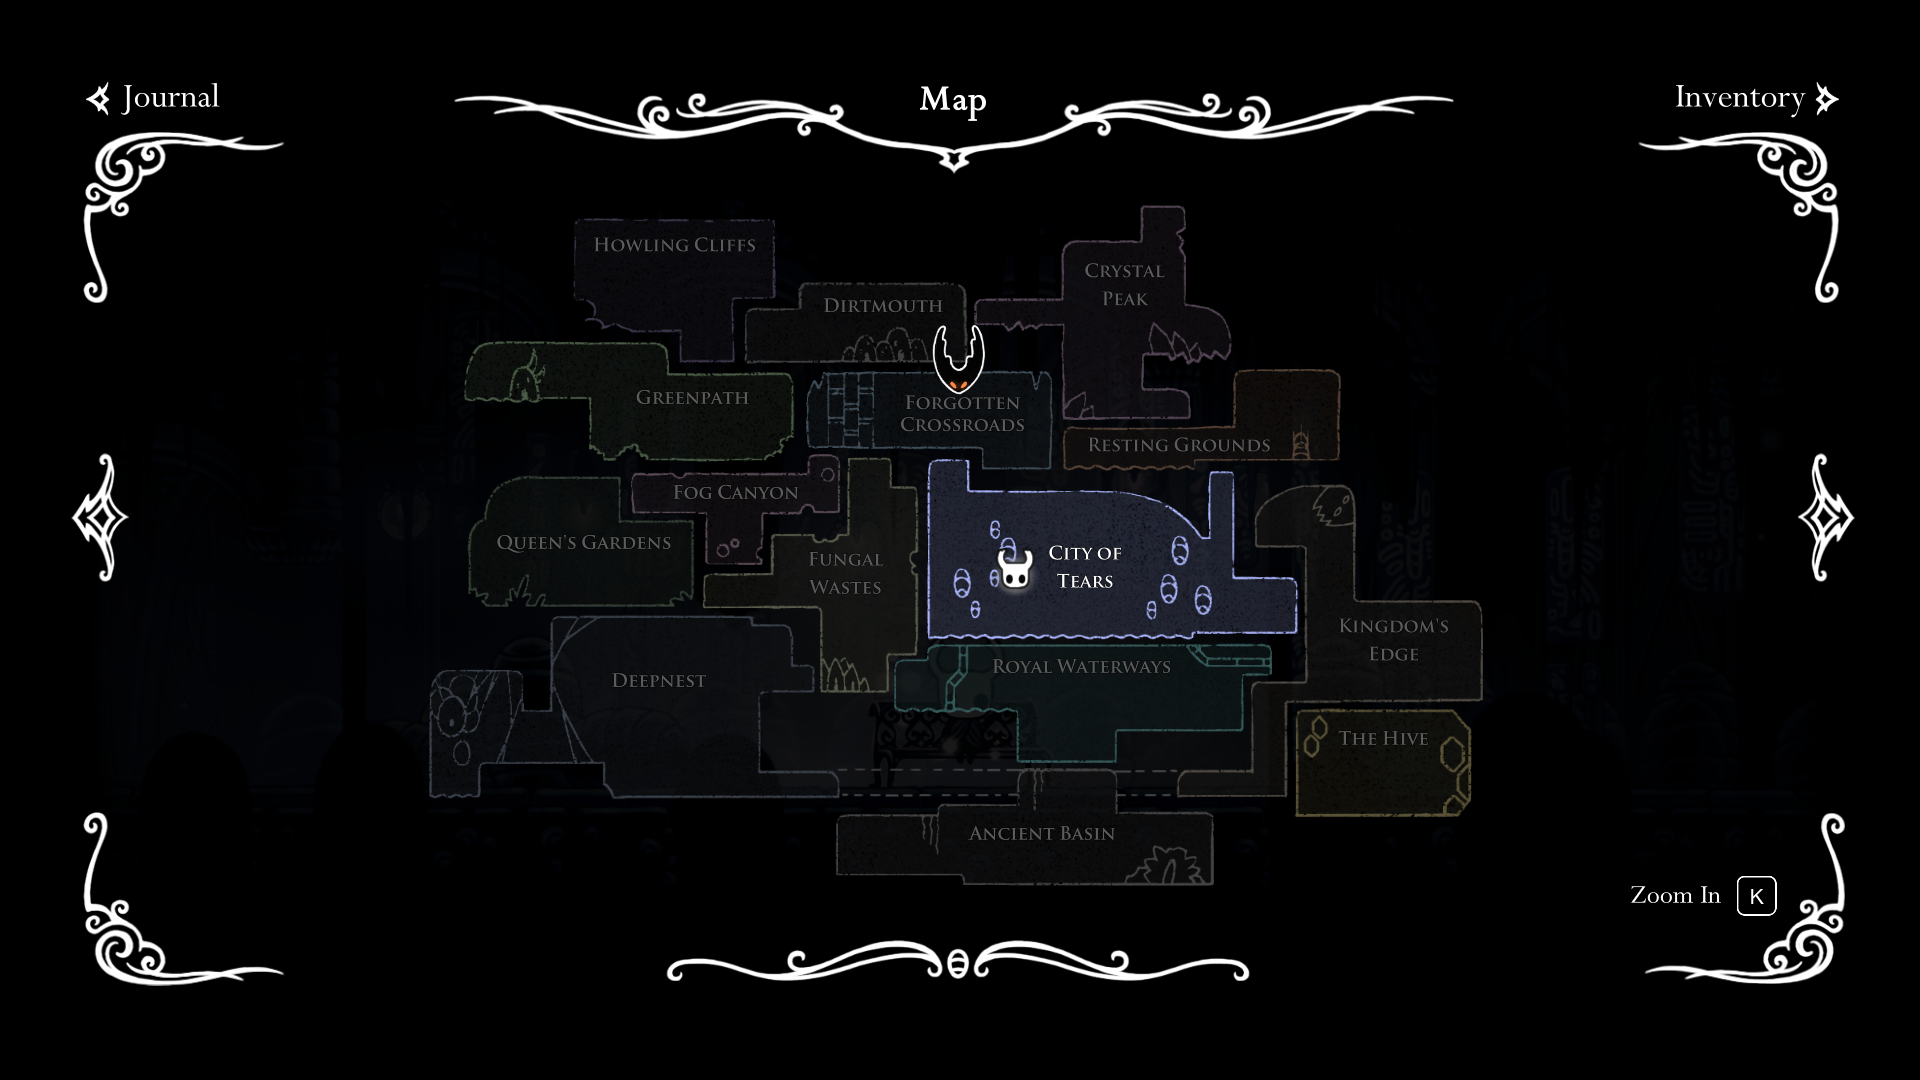 Journal
Map
Inventory
HOWLING CLIFFS
CRYSTAL
PEAK
DIRTMOUTH
GREENPATH
FORGOTTEN
CROSSROADS
RESTING GROUNDS
FOG CANYON
QUEEN'S GARDENS
FUNGAL
WASTES
CITY OF
TEARS
KINGDOM'S
EDGE
ROYAL WATERWAYS
DEEPNEST
THE HIVE
ANCIENT BASIN
Zoom In K